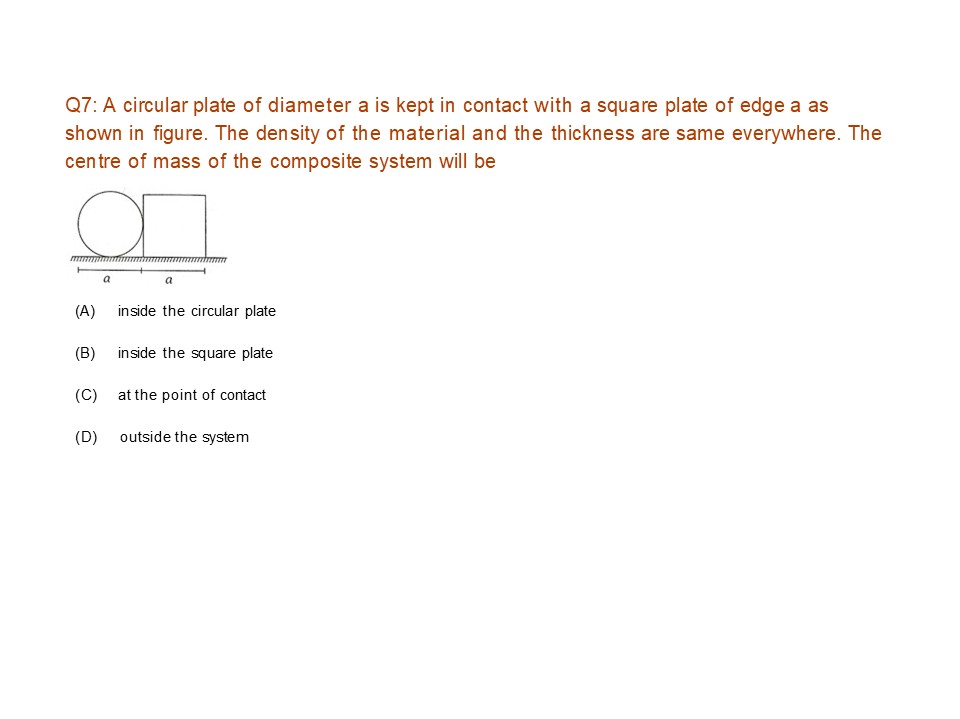 Q7: A circular plate of diameter a is kept in contact with a square plate of edge a as
shown in figure. The density of the material and the thickness are same everywhere. The
centre of mass of the composite system will be
a a
(A) inside the circular plate
(B) inside the square plate
(C) at the point of contact
(D) outside the system